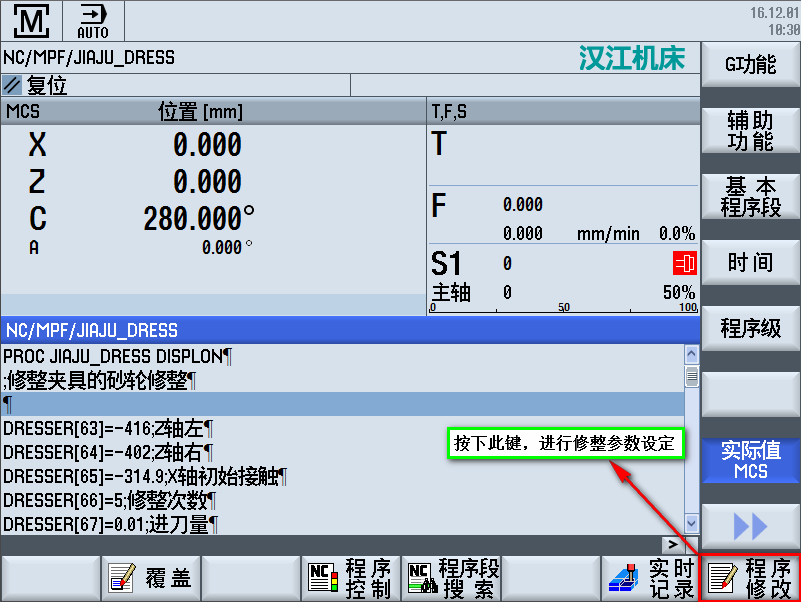 M
AUTO
16.12.01
10:30
NC/MPF/JIAJU_DRESS
汉江机床
复位
MCS 位置 [mm]
T,F,S
X 0.000
Z 0.000
C 280.000°
A 0.000 °
T
F 0.000
0.000 mm/min 0.0%
S1 0
主轴 0 50%
0 50 100
NC/MPF/JIAJU_DRESS
PROC JIAJU_DRESS DISPLON¶
;修整夹具的砂轮修整¶
¶
DRESSER[63]=-416;Z轴左¶
DRESSER[64]=-402;Z轴右¶
DRESSER[65]=-314.9;X轴初始接触¶
DRESSER[66]=5;修整次数¶
DRESSER[67]=0.01;进刀量¶
按下此键，进行修整参数设定
>
G功能
辅助
功能
基本
程序段
时间
程序级
实际值
MCS
覆盖
NC
程序
控制
NC
程序段
搜索
实时
记录
程序
修改